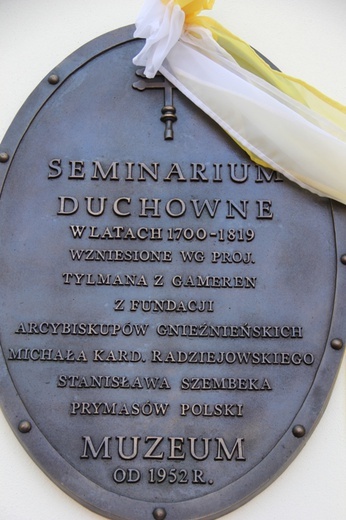 SEMINARIUM
DUCHOWNE
W LATACH 1700-1819
WZNIESIONE WG PROJ.
TYLMANA Z GAMEREN
Z FUNDACJI
ARCYBISKUPÓW GNIEŹNIEŃSKICH
MICHAŁA KARD. RADZIEJOWSKIEGO
STANISŁAWA SZEMBEKA
PRYMASÓW POLSKI
MUZEUM
OD 1952 R.